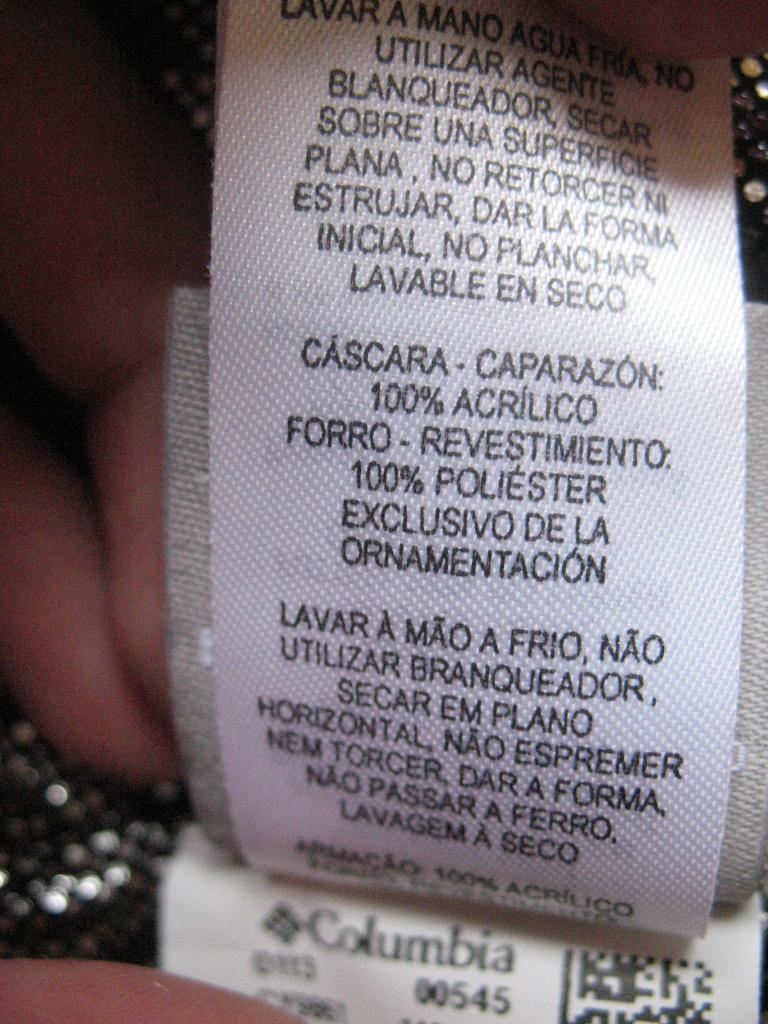 LAVAR A MANO AGUA FRÍA, NO
UTILIZAR AGENTE
BLANQUEADOR, SECAR
SOBRE UNA SUPERFICIE
PLANA, NO RETORCER NI
ESTRUJAR, DAR LA FORMA
INICIAL, NO PLANCHAR,
LAVABLE EN SECO
CÁSCARA - CAPARAZÓN:
100% ACRÍLICO
FORRO - REVESTIMIENTO:
100% POLIÉSTER
EXCLUSIVO DE LA
ORNAMENTACIÓN
LAVAR À MÃO A FRIO, NÃO
UTILIZAR BRANQUEADOR,
SECAR EM PLANO
HORIZONTAL, NÃO ESPREMER
NEM TORCER, DAR A FORMA,
NÃO PASSAR A FERRO,
LAVAGEM À SECO
ARMAÇÃO: 100% ACRÍLICO
Columbia
00545